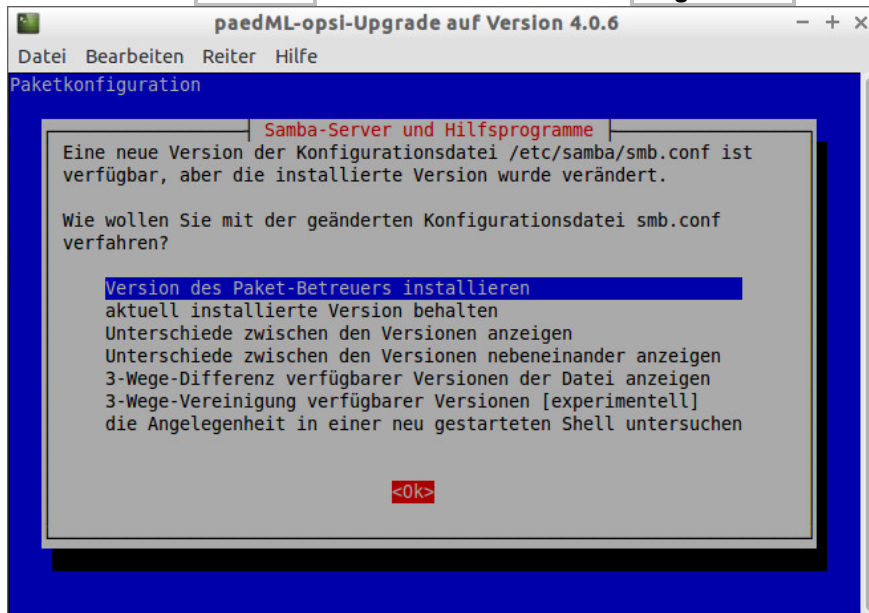 paedML-opsi-Upgrade auf Version 4.0.6
Datei Bearbeiten Reiter Hilfe
Paketkonfiguration
Samba-Server und Hilfsprogramme
Eine neue Version der Konfigurationsdatei /etc/samba/smb.conf ist
verfügbar, aber die installierte Version wurde verändert.
Wie wollen Sie mit der geänderten Konfigurationsdatei smb.conf
verfahren?
Version des Paket-Betreuers installieren
aktuell installierte Version behalten
Unterschiede zwischen den Versionen anzeigen
Unterschiede zwischen den Versionen nebeneinander anzeigen
3-Wege-Differenz verfügbarer Versionen der Datei anzeigen
3-Wege-Vereinigung verfügbarer Versionen [experimentell]
die Angelegenheit in einer neu gestarteten Shell untersuchen
<Ok>